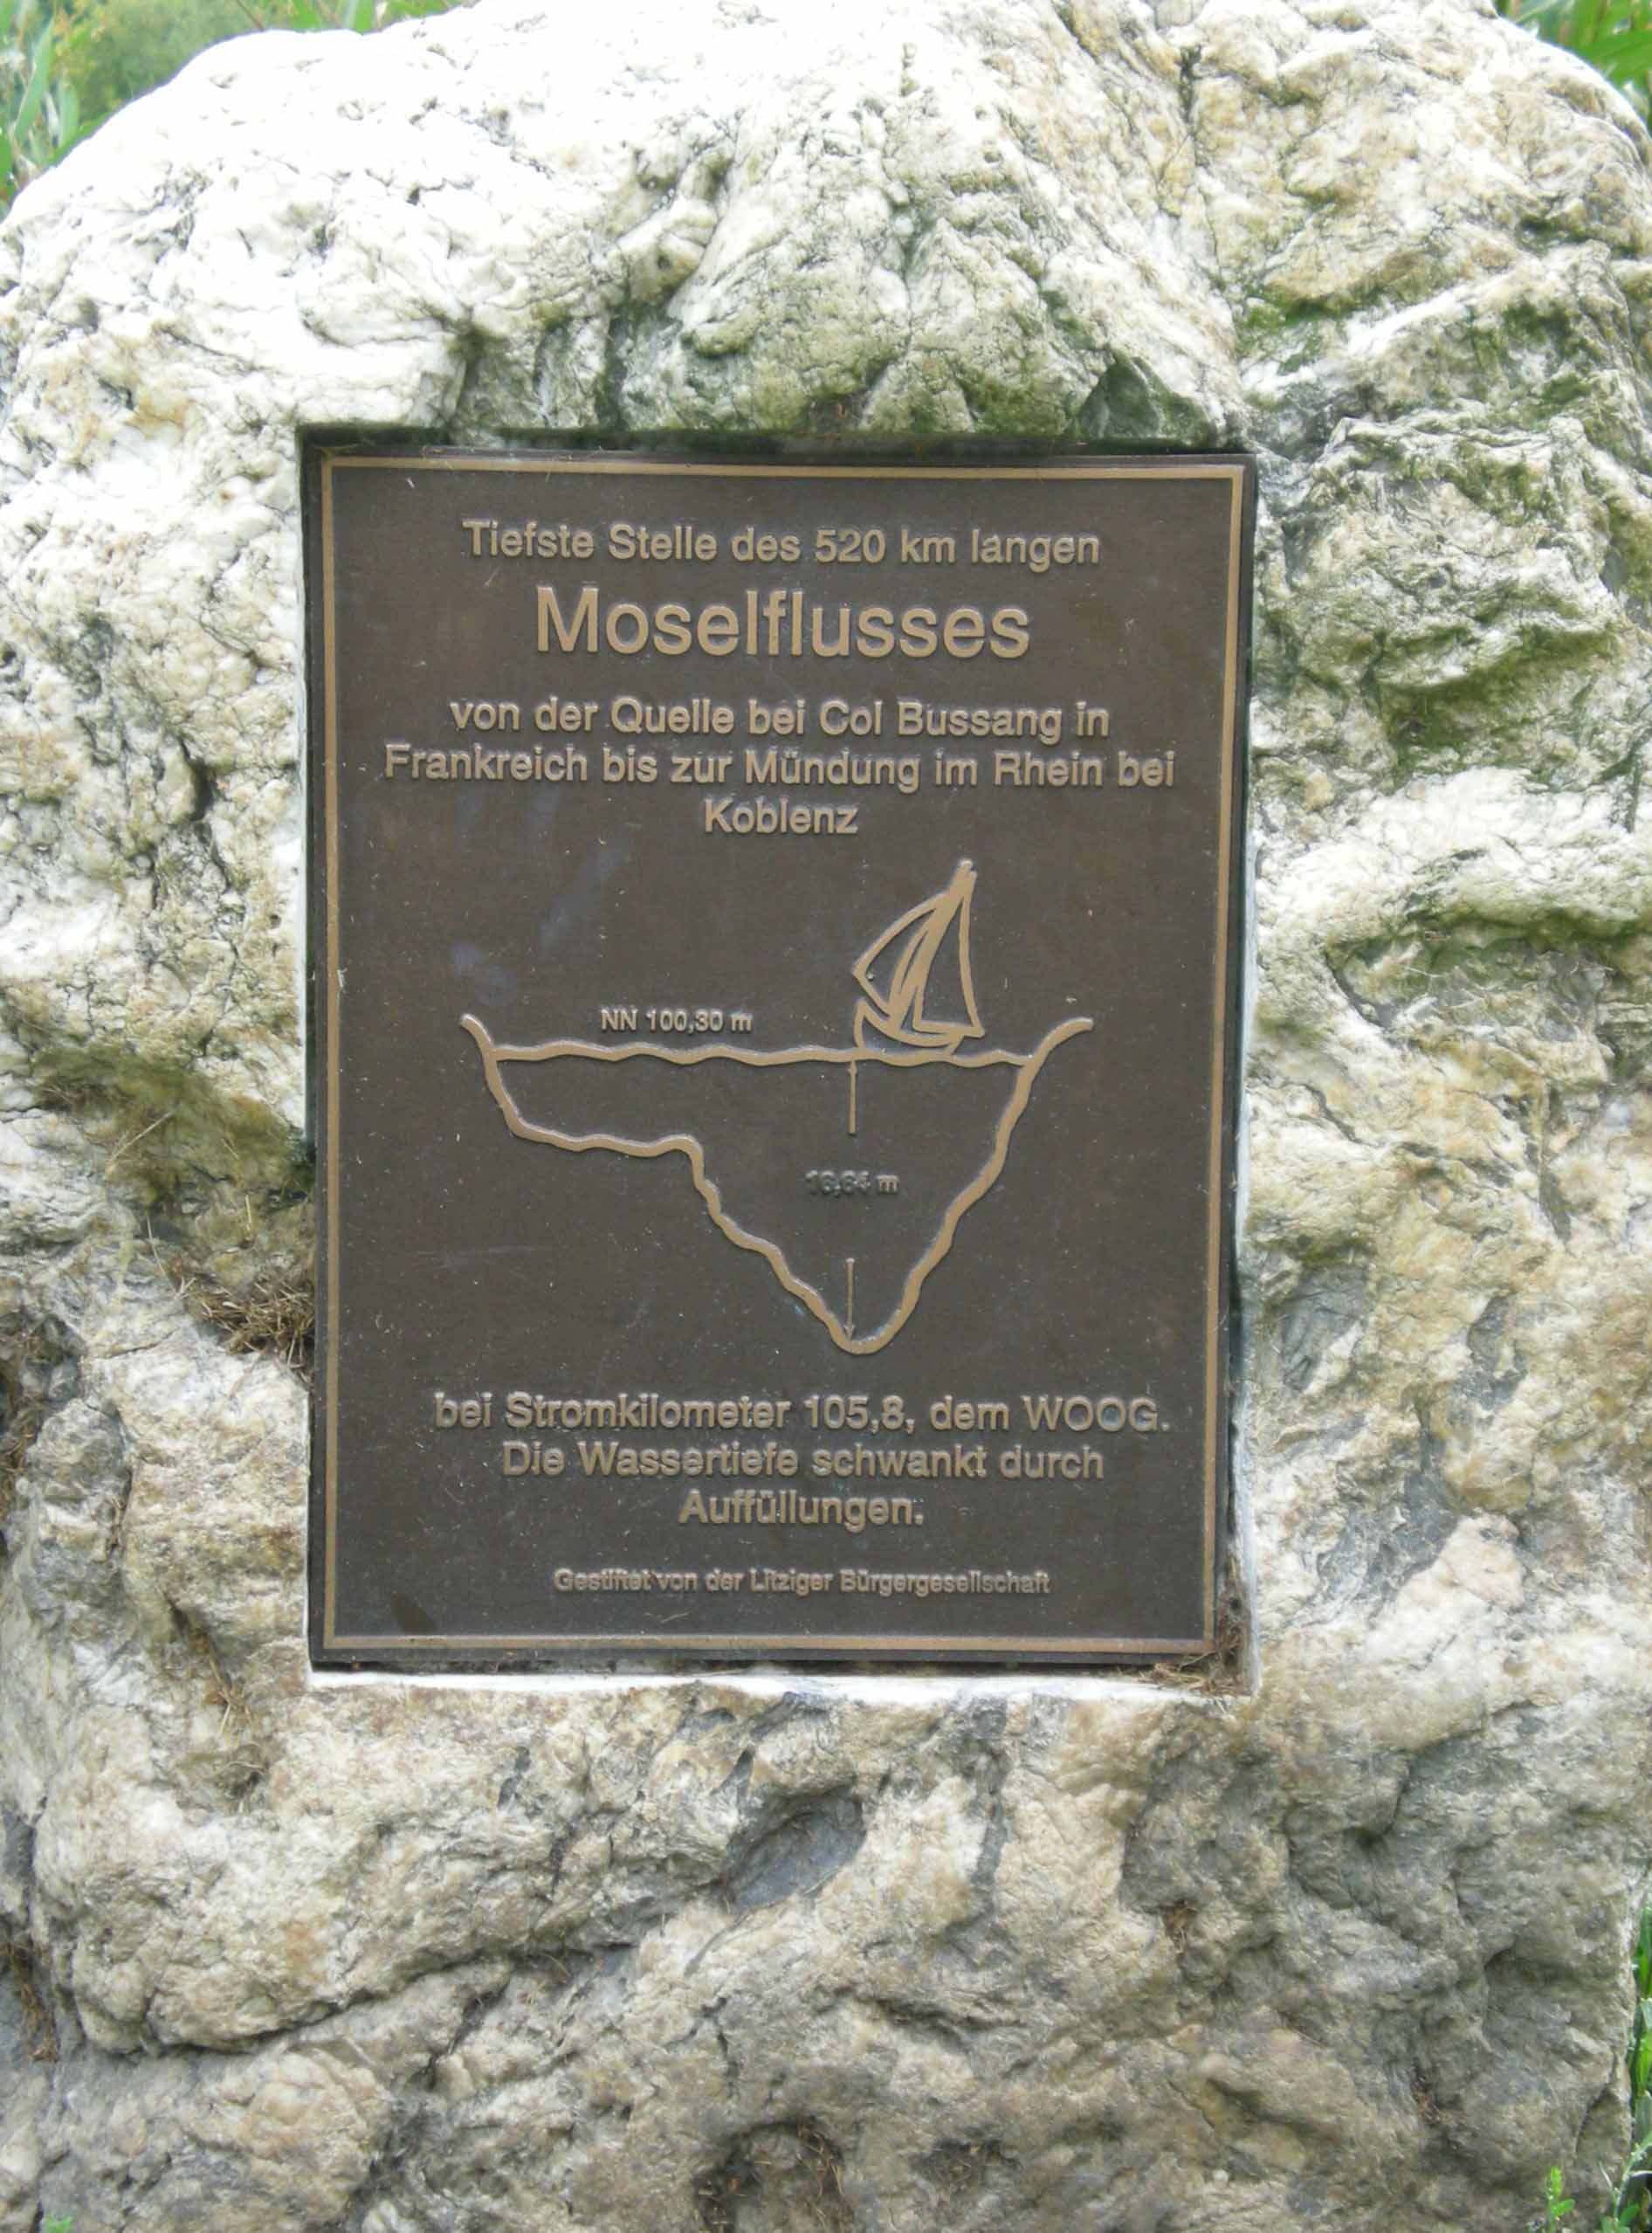 Tiefste Stelle des 520 km langen
Moselflusses
von der Quelle bei Col Bussang in
Frankreich bis zur Mündung im Rhein bei
Koblenz
NN 100,30 m
m
bei Stromkilometer 105,8, dem WOOG.
Die Wassertiefe schwankt durch
Auffüllungen.
Gestiftet von der Litziger Bürgergesellschaft